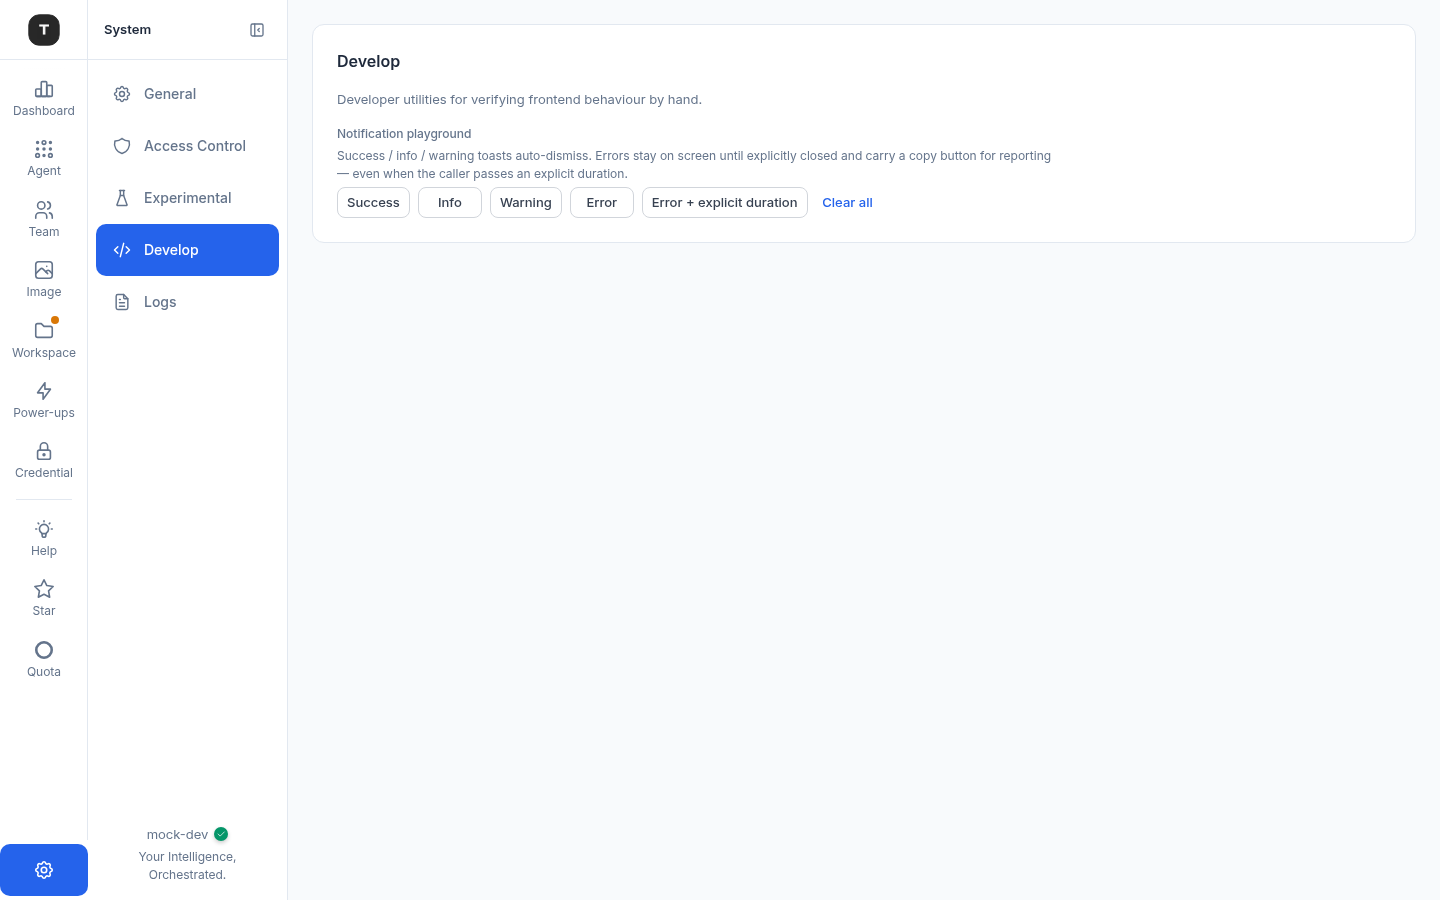 T
System
Dashboard
Agent
Team
Image
Workspace
Power-ups
Credential
Help
Star
Quota
General
Access Control
Experimental
Develop
Logs
mock-dev
Your Intelligence,
Orchestrated.
Develop
Developer utilities for verifying frontend behaviour by hand.
Notification playground
Success / info / warning toasts auto-dismiss. Errors stay on screen until explicitly closed and carry a copy button for reporting
— even when the caller passes an explicit duration.
Success Info Warning Error Error + explicit duration Clear all